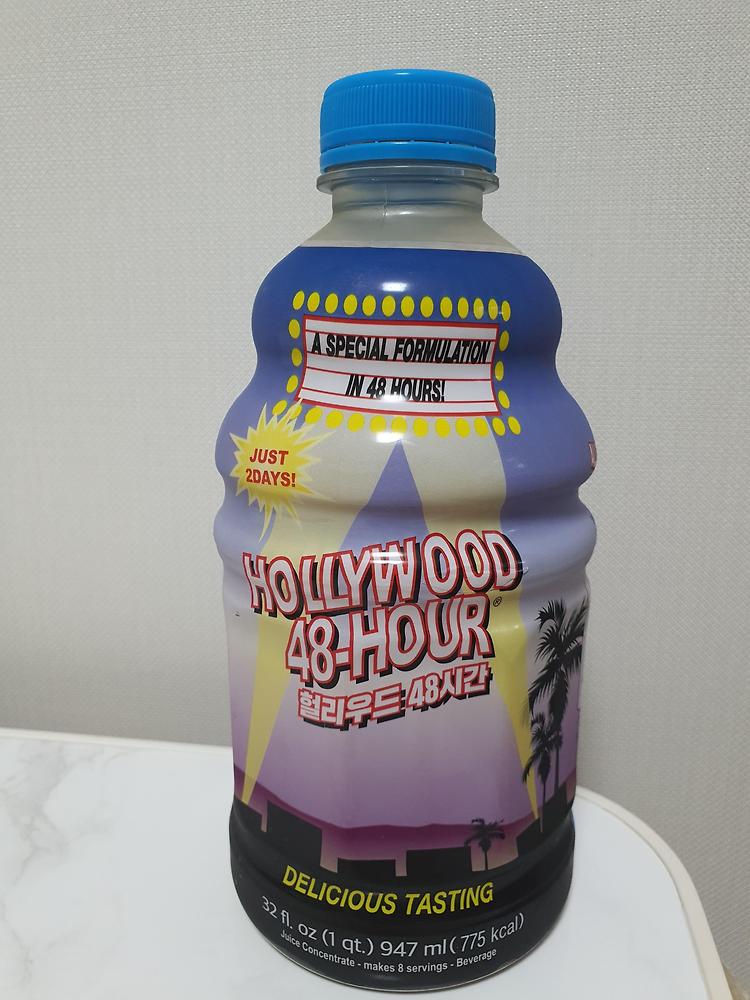 A SPECIAL FORMULATION
IN 48 HOURS!
JUST
2DAYS!
HOLLYWOOD
48-HOUR®
헐리우드 48시간
DELICIOUS TASTING
32 fl. oz (1 qt.) 947 ml(775 kcal)
Juice Concentrate - makes 8 servings - Beverage